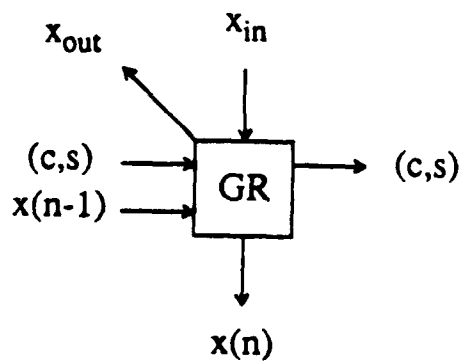 x_out x_in
(c,s) (c,s)
GR
x(n-1)
x(n)